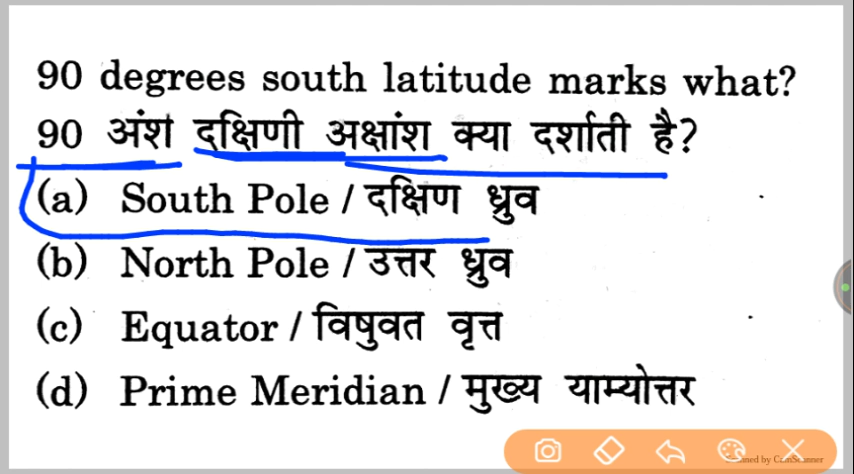 90 degrees south latitude marks what?
90 अंश दक्षिणी अक्षांश क्या दर्शाती है?
(a) South Pole / दक्षिण ध्रुव
(b) North Pole / उत्तर ध्रुव
(c) Equator / विषुवत वृत्त
(d) Prime Meridian / मुख्य याम्योत्तर